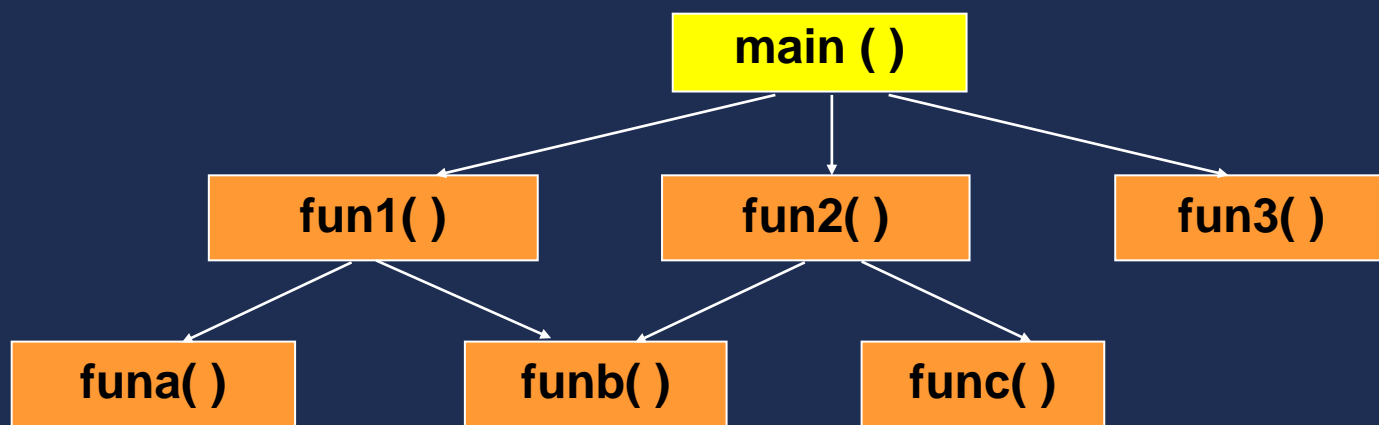 main ( )
fun1( )
fun2( )
fun3( )
funa( )
funb( )
func( )